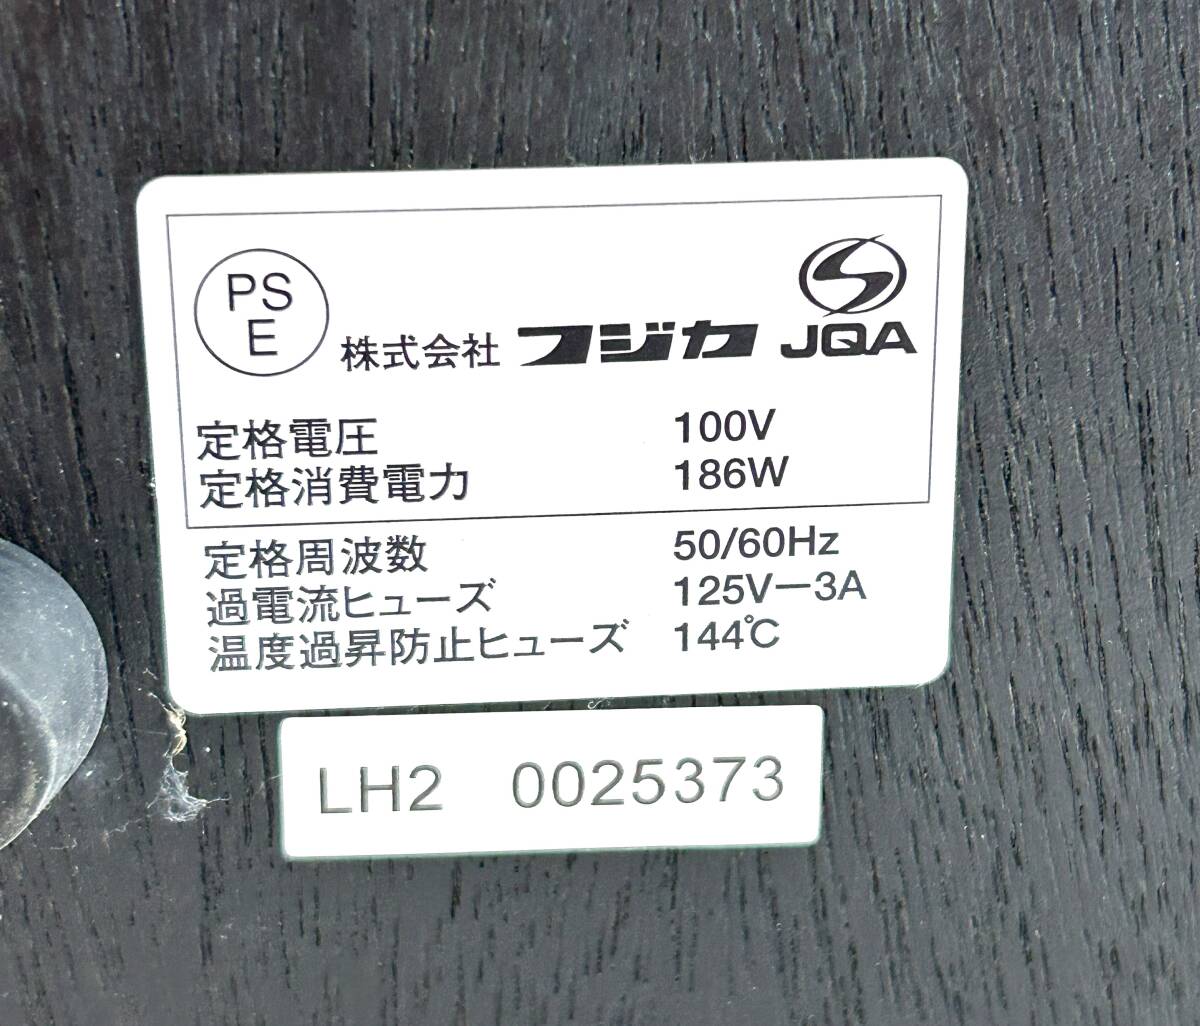 PS
E
株式会社 フジカ JQA
定格電圧 100V
定格消費電力 186W
定格周波数 50/60Hz
過電流ヒューズ 125V－3A
温度過昇防止ヒューズ 144℃
LH2 0025373